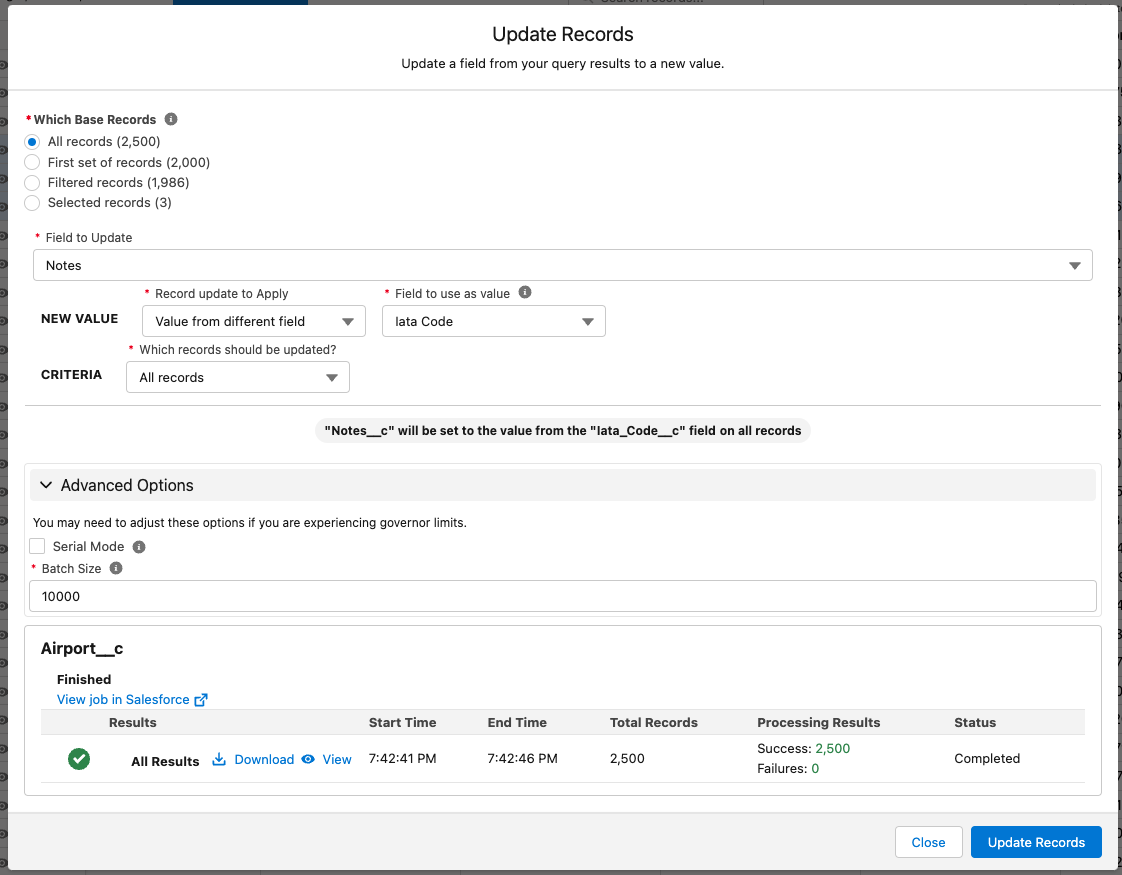 Update Records
Update a field from your query results to a new value.
* Which Base Records
All records (2,500)
First set of records (2,000)
Filtered records (1,986)
Selected records (3)
* Field to Update
Notes
* Record update to Apply * Field to use as value
NEW VALUE Value from different field Iata Code
* Which records should be updated?
CRITERIA All records
"Notes__c" will be set to the value from the "Iata_Code__c" field on all records
Advanced Options
You may need to adjust these options if you are experiencing governor limits.
Serial Mode
* Batch Size
10000
Airport__c
Finished
View job in Salesforce
Results Start Time End Time Total Records Processing Results Status
All Results Download View 7:42:41 PM 7:42:46 PM 2,500 Success: 2,500 Completed
Failures: 0
Close Update Records